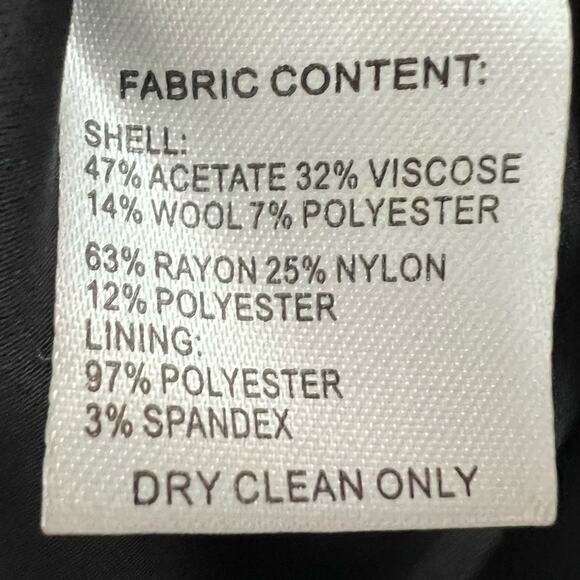 FABRIC CONTENT:
SHELL:
47% ACETATE 32% VISCOSE
14% WOOL 7% POLYESTER
63% RAYON 25% NYLON
12% POLYESTER
LINING:
97% POLYESTER
3% SPANDEX
DRY CLEAN ONLY